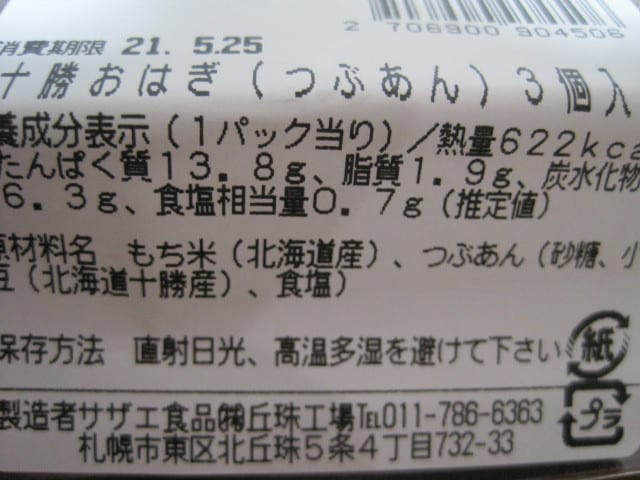 2 706900 904506
消費期限 21. 5.25
十勝おはぎ(つぶあん)3個入
養成分表示(1パック当り)/熱量622kca
たんぱく質13.8g、脂質1.9g、炭水化物
6.3g、食塩相当量0.7g(推定値)
原材料名 もち米(北海道産)、つぶあん(砂糖、小
豆(北海道十勝産)、食塩)
保存方法 直射日光、高温多湿を避けて下さい
紙
プラ
製造者サザエ食品㈱丘珠工場℡011-786-6363
札幌市東区北丘珠5条4丁目732-33